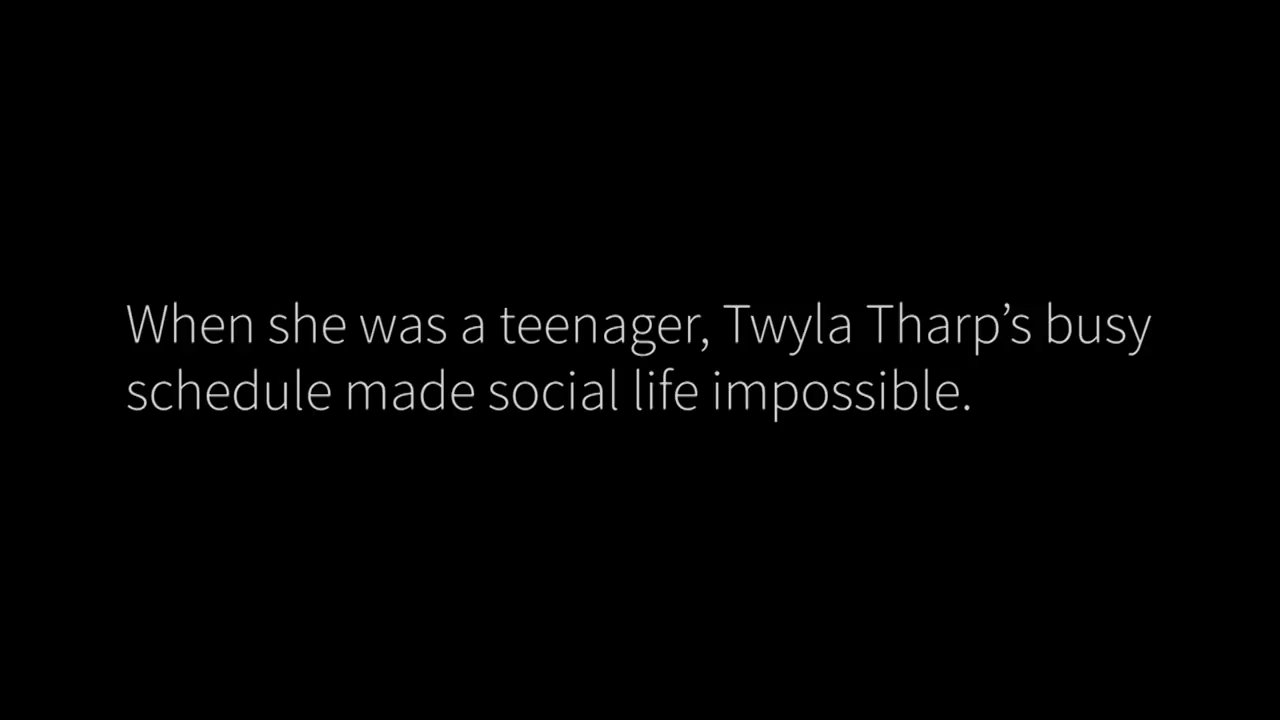 When she was a teenager, Twyla Tharp’s busy
schedule made social life impossible.